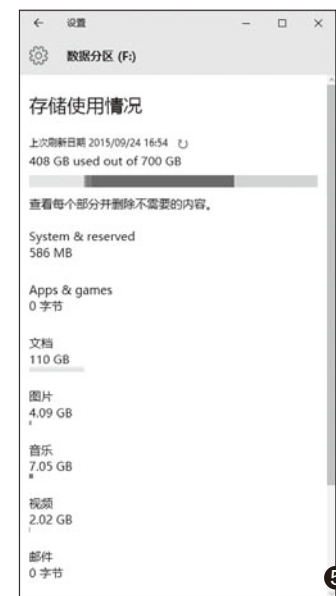 设置
数据分区 (F:)
存储使用情况
上次刷新日期 2015/09/24 16:54
408 GB used out of 700 GB
查看每个部分并删除不需要的内容。
System & reserved
586 MB
Apps & games
0 字节
文档
110 GB
图片
4.09 GB
音乐
7.05 GB
视频
2.02 GB
邮件
0 字节
5